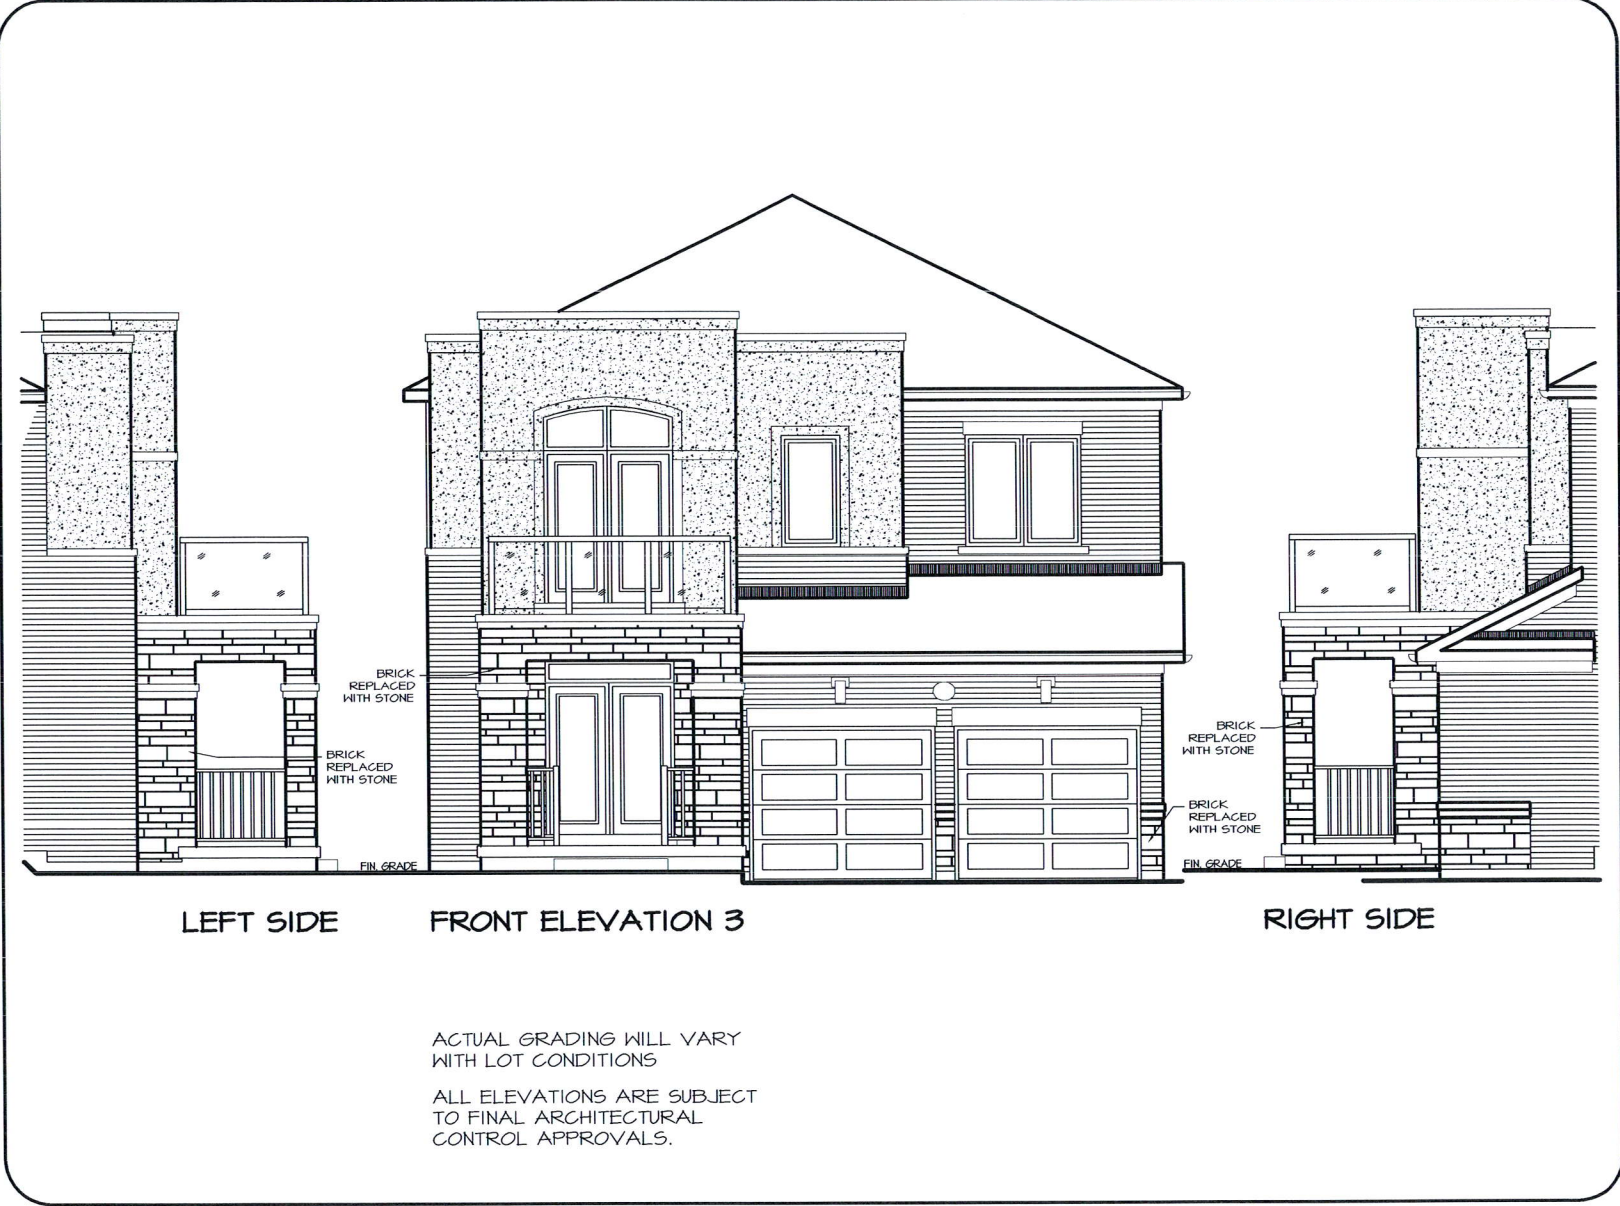 BRICK
REPLACED
WITH STONE
BRICK
REPLACED
WITH STONE
FIN. GRADE
BRICK
REPLACED
WITH STONE
BRICK
REPLACED
WITH STONE
FIN. GRADE
LEFT SIDE
FRONT ELEVATION 3
RIGHT SIDE
ACTUAL GRADING WILL VARY
WITH LOT CONDITIONS
ALL ELEVATIONS ARE SUBJECT
TO FINAL ARCHITECTURAL
CONTROL APPROVALS.